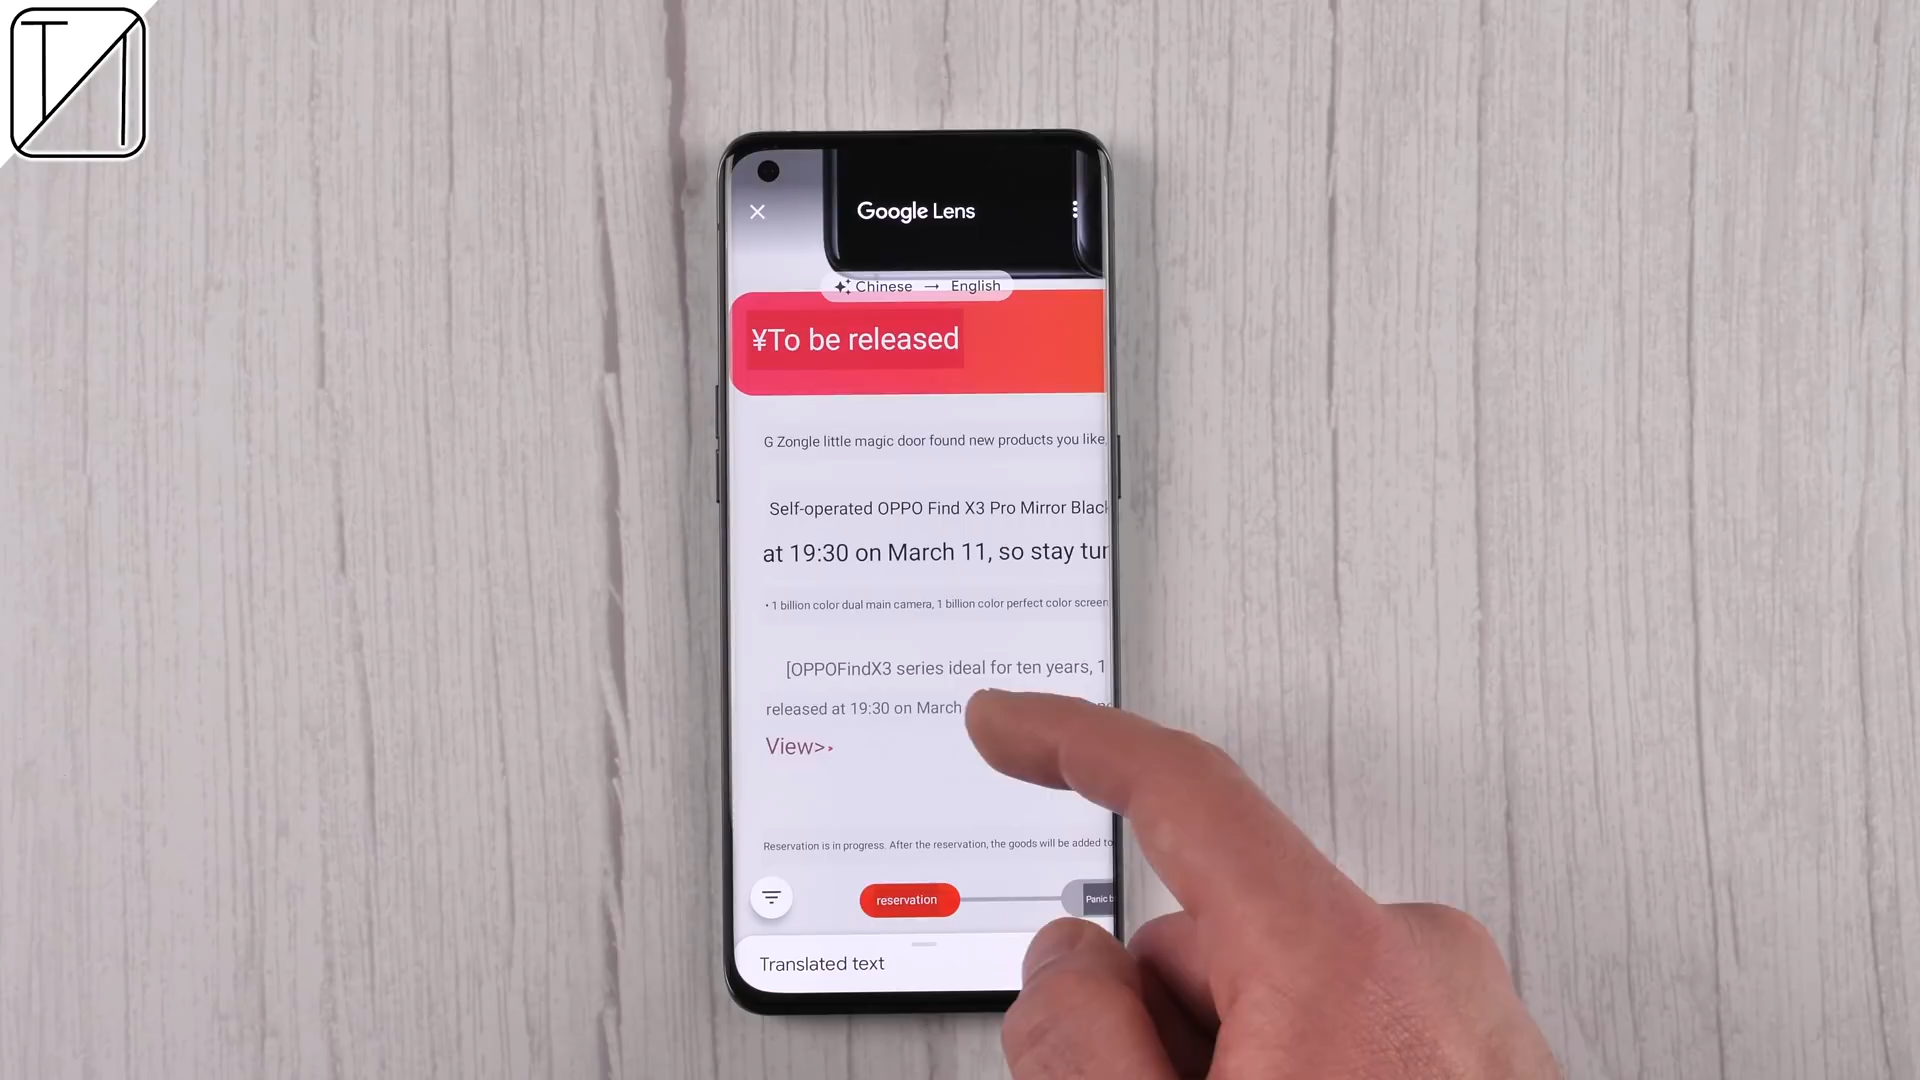 Google Lens
Chinese → English
¥To be released
G Zongle little magic door found new products you like
Self-operated OPPO Find X3 Pro Mirror Black
at 19:30 on March 11, so stay
• 1 billion color dual main camera, 1 billion color perfect color screen
[OPPOFindX3 series ideal for ten years, 1
released at 19:30 on March
View>
Reservation is in progress. After the reservation, the goods will be added to
reservation
Panic
Translated text